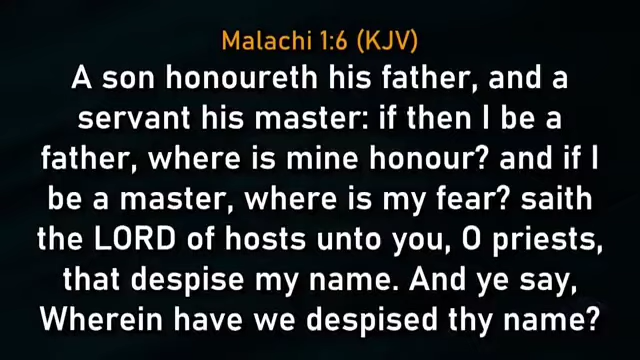 Malachi 1:6 (KJV)
A son honoureth his father, and a
servant his master: if then I be a
father, where is mine honour? and if I
be a master, where is my fear? saith
the LORD of hosts unto you, O priests,
that despise my name. And ye say,
Wherein have we despised thy name?